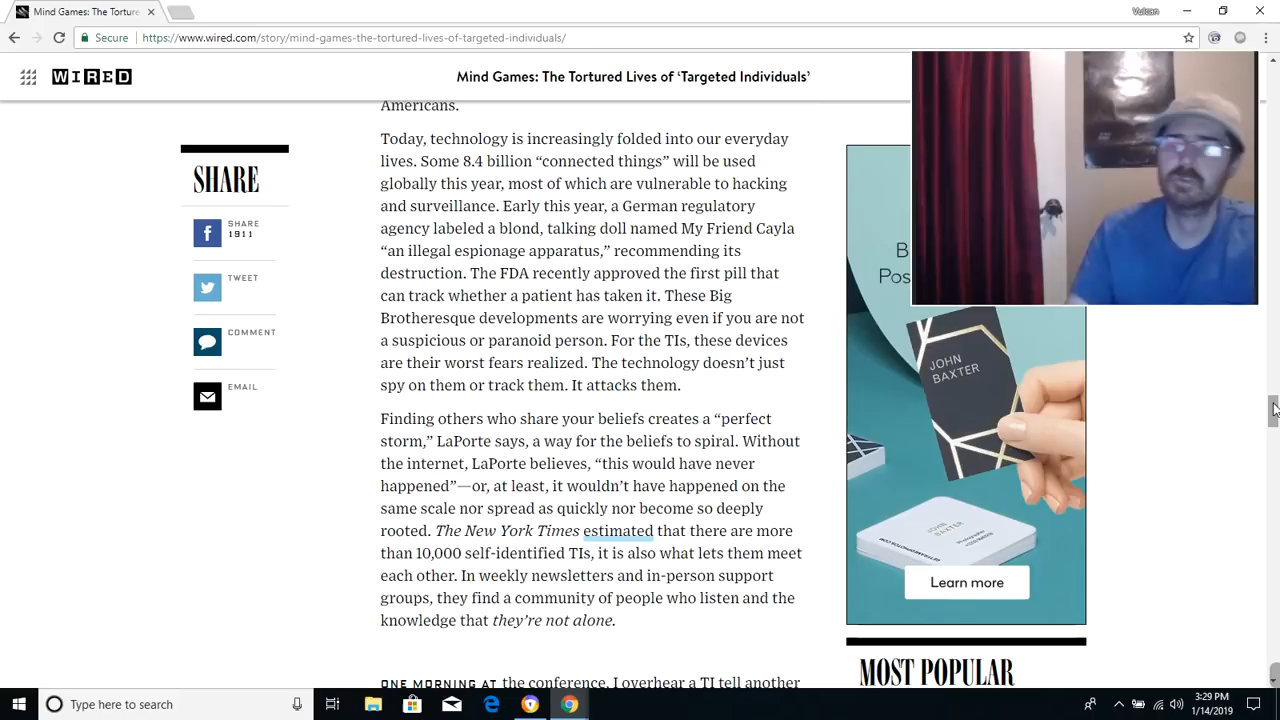 Mind Games: The Torture
Vulcan
Secure
https://www.wired.com/story/mind-games-the-tortured-lives-of-targeted-individuals/
WIRED
Mind Games: The Tortured Lives of ‘Targeted Individuals’
Americans.
Today, technology is increasingly folded into our everyday
lives. Some 8.4 billion “connected things” will be used
globally this year, most of which are vulnerable to hacking
and surveillance. Early this year, a German regulatory
agency labeled a blond, talking doll named My Friend Cayla
“an illegal espionage apparatus,” recommending its
destruction. The FDA recently approved the first pill that
can track whether a patient has taken it. These Big
Brotheresque developments are worrying even if you are not
a suspicious or paranoid person. For the TIs, these devices
are their worst fears realized. The technology doesn’t just
spy on them or track them. It attacks them.
Finding others who share your beliefs creates a “perfect
storm,” LaPorte says, a way for the beliefs to spiral. Without
the internet, LaPorte believes, “this would have never
happened”—or, at least, it wouldn’t have happened on the
same scale nor spread as quickly nor become so deeply
rooted. The New York Times estimated that there are more
than 10,000 self-identified TIs, it is also what lets them meet
each other. In weekly newsletters and in-person support
groups, they find a community of people who listen and the
knowledge that they’re not alone.
ONE MORNING AT the conference, I overhear a TI tell another
SHARE
SHARE
1911
TWEET
COMMENT
EMAIL
JOHN
BAXTER
JOHN
BAXTER
Learn more
MOST POPULAR
Type here to search
3:29 PM
1/14/2019